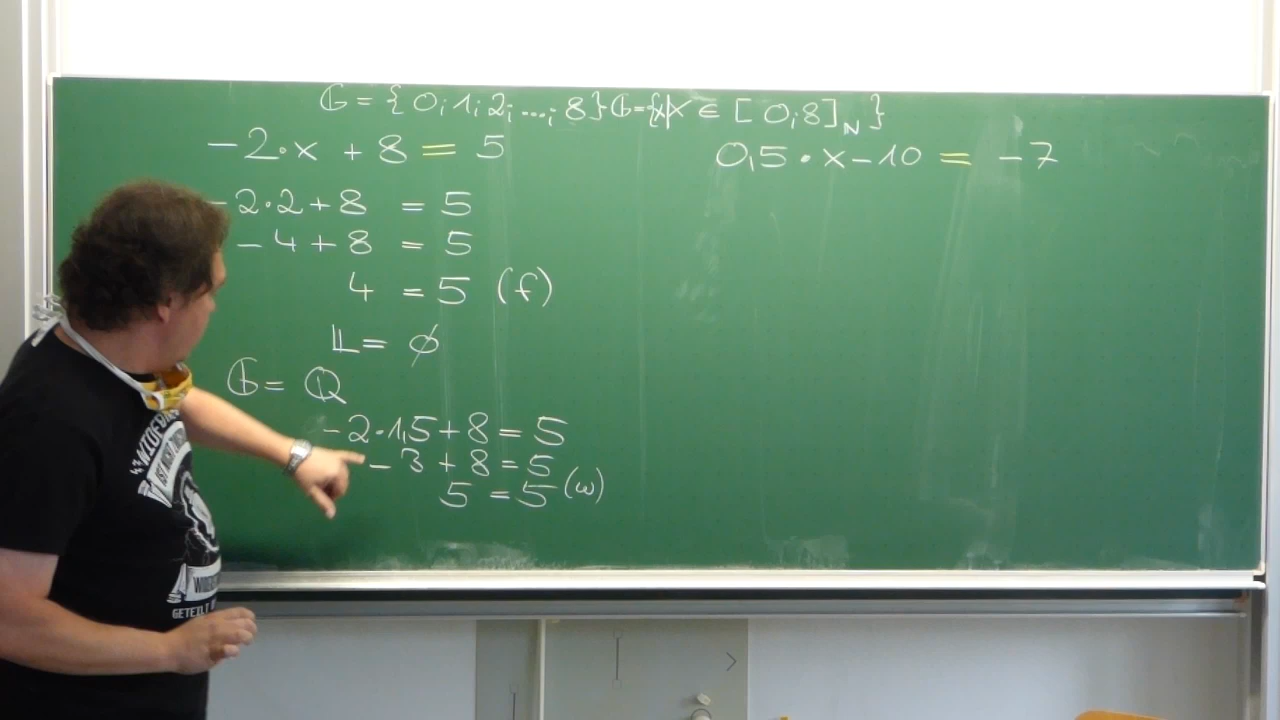 𝔾 = { 0; 1; 2; ...; 8 } 𝔾 = {x|x ∈ [ 0; 8 ]ℕ }
-2·x + 8 = 5
-2·2+8 = 5
-4+8 = 5
4 = 5 (f)
𝕃 = ∅
𝔾 = ℚ
-2·1,5+8 = 5
-3 + 8 = 5
5 = 5 (w)
0,5·x-10 = -7
GETEILT